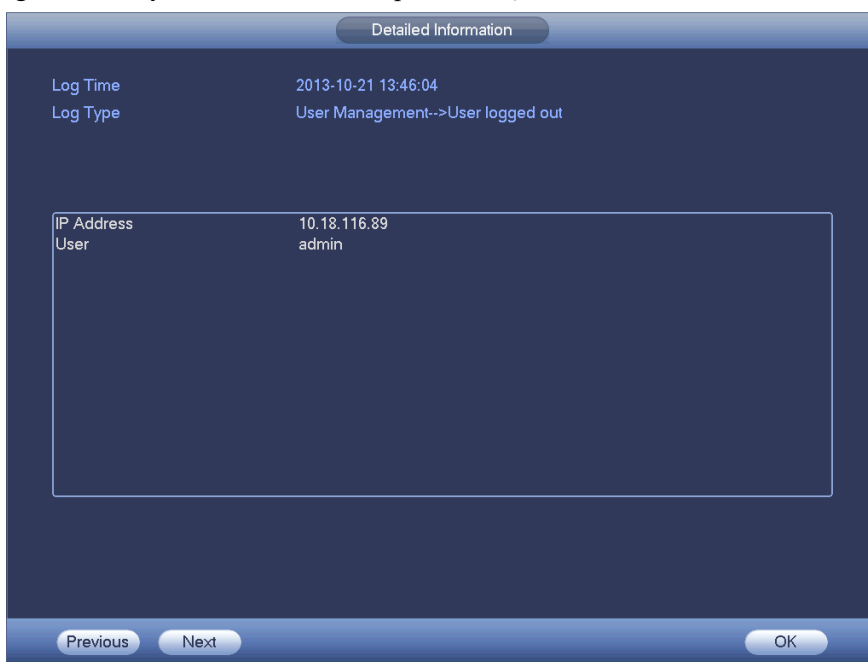 Detailed Information
Log Time 2013-10-21 13:46:04
Log Type User Management-->User logged out
IP Address 10.18.116.89
User admin
Previous Next OK